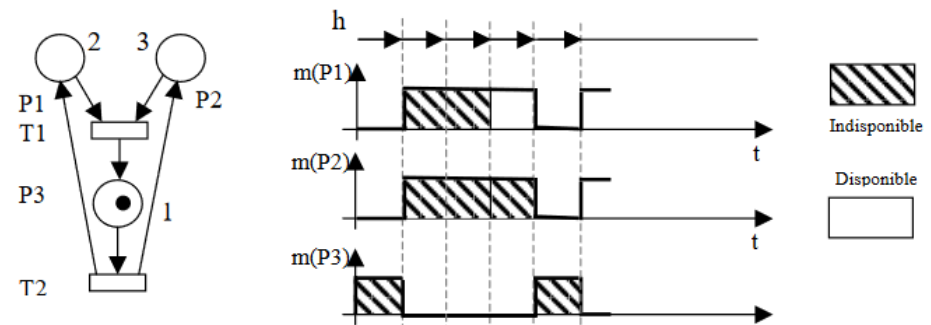 2 3
P1 P2
T1
P3
1
T2
h
m(P1)
t
m(P2)
t
m(P3)
Indisponible
Disponible